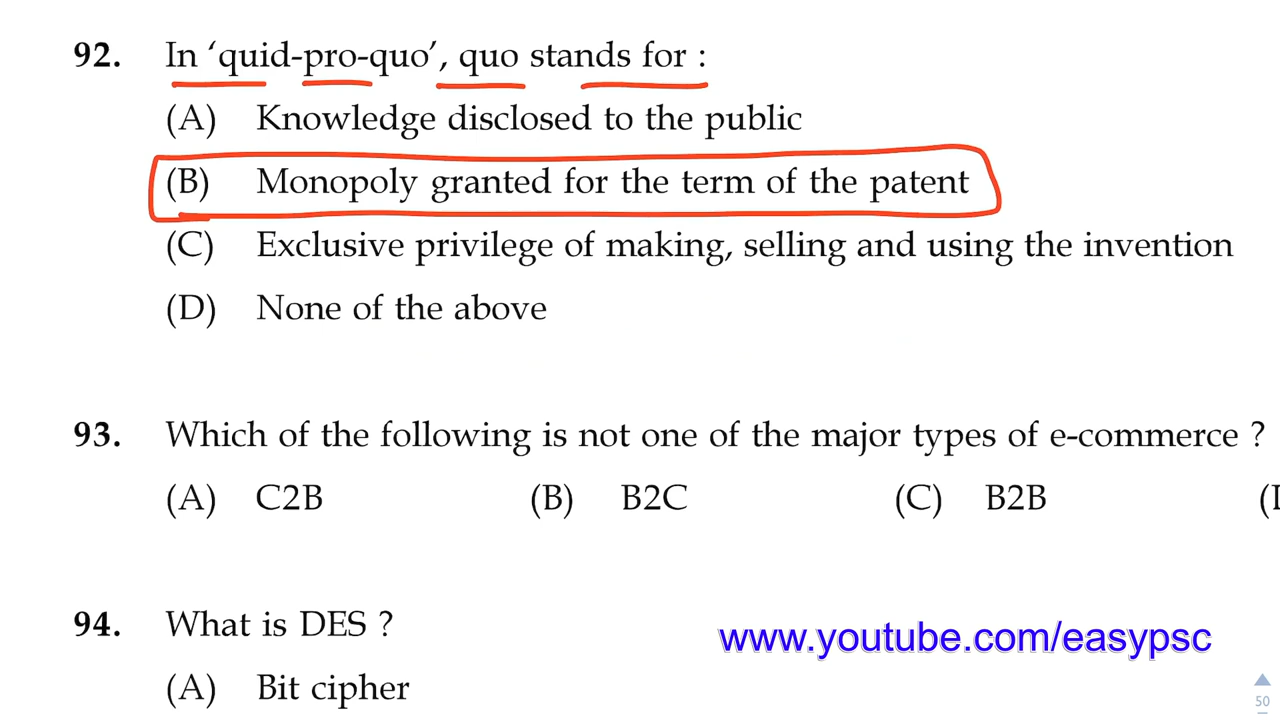 92. In ‘quid-pro-quo’, quo stands for :
(A) Knowledge disclosed to the public
(B) Monopoly granted for the term of the patent
(C) Exclusive privilege of making, selling and using the invention
(D) None of the above
93. Which of the following is not one of the major types of e-commerce ?
(A) C2B (B) B2C (C) B2B
94. What is DES ?
www.youtube.com/easypsc
(A) Bit cipher
50